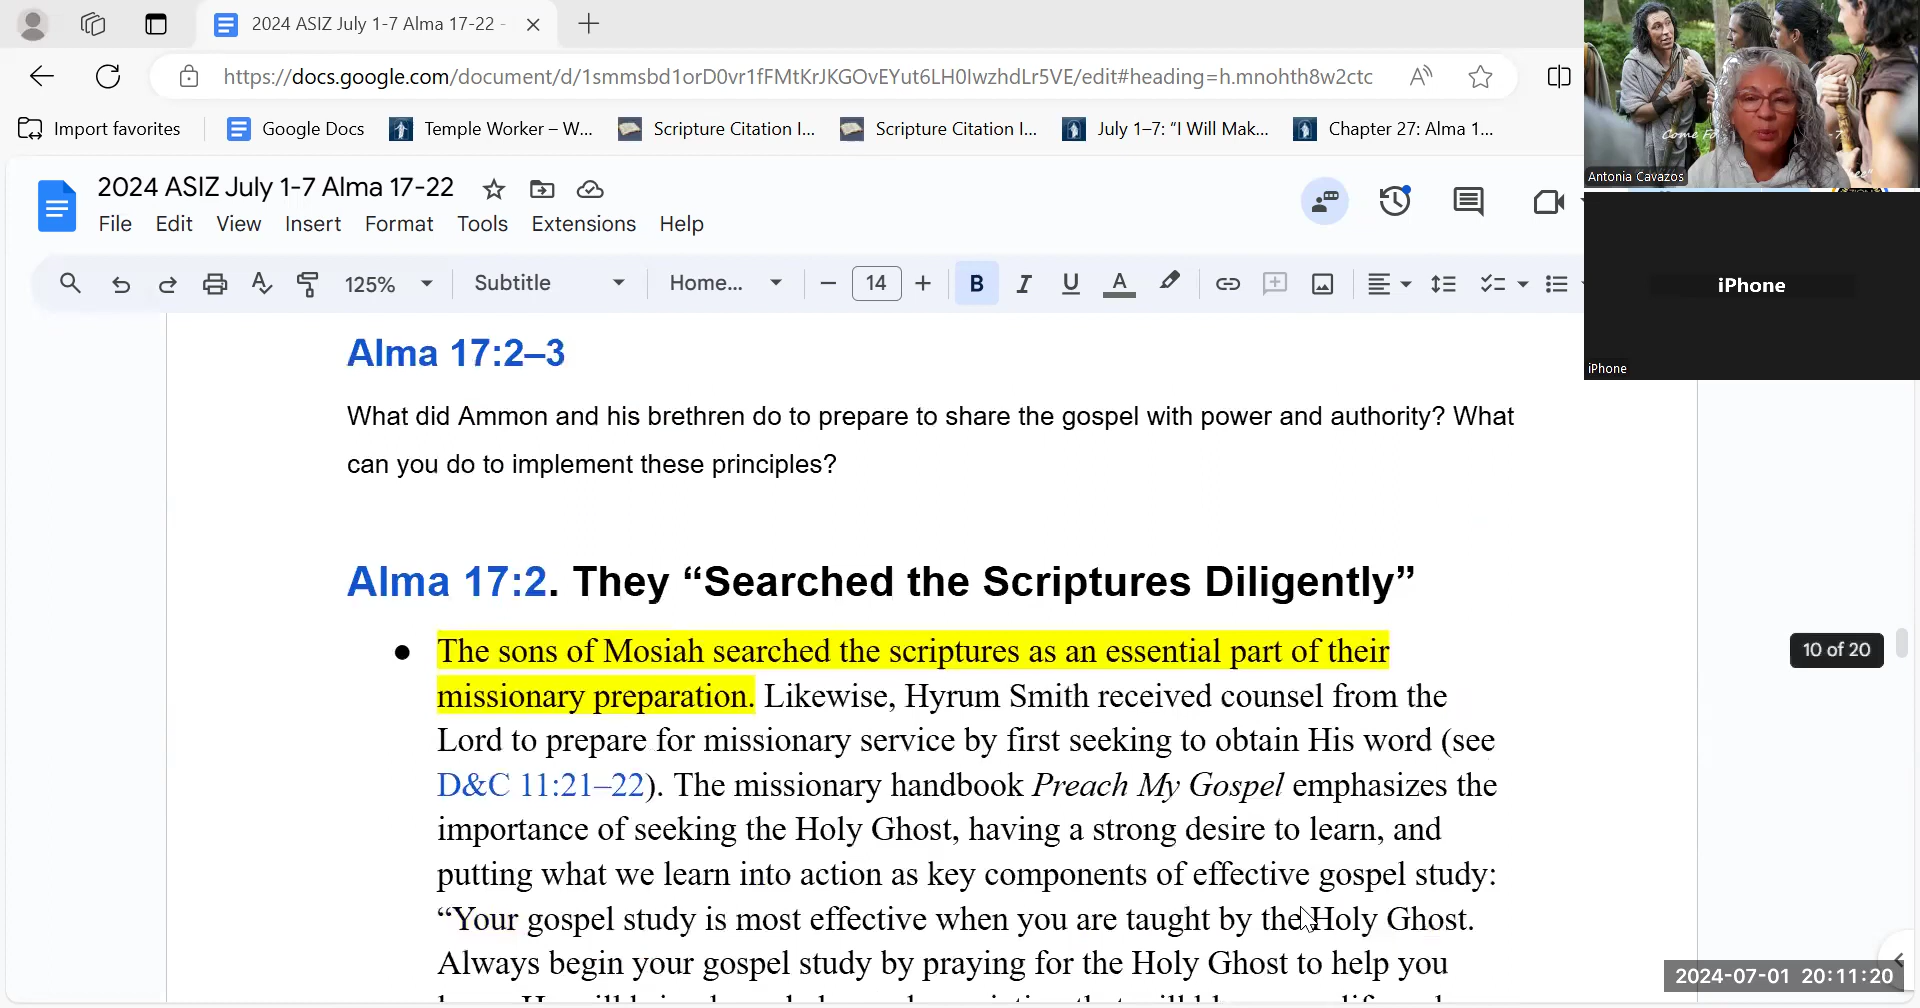 2024 ASIZ July 1-7 Alma 17-22 -
https://docs.google.com/document/d/1smmsbd1orD0vr1fFMtKrJKGOvEYut6LH0IwzhdLr5VE/edit#heading=h.mnohth8w2ctc
Import favorites
Google Docs
Temple Worker – W...
Scripture Citation I...
Scripture Citation I...
July 1–7: “I Will Mak...
Chapter 27: Alma 1...
Antonia Cavazos
2024 ASIZ July 1-7 Alma 17-22
File Edit View Insert Format Tools Extensions Help
125% Subtitle Home... 14 B I U A
iPhone
iPhone
Alma 17:2–3
What did Ammon and his brethren do to prepare to share the gospel with power and authority? What
can you do to implement these principles?
Alma 17:2. They “Searched the Scriptures Diligently”
● The sons of Mosiah searched the scriptures as an essential part of their
missionary preparation. Likewise, Hyrum Smith received counsel from the
Lord to prepare for missionary service by first seeking to obtain His word (see
D&C 11:21–22). The missionary handbook Preach My Gospel emphasizes the
importance of seeking the Holy Ghost, having a strong desire to learn, and
putting what we learn into action as key components of effective gospel study:
“Your gospel study is most effective when you are taught by the Holy Ghost.
Always begin your gospel study by praying for the Holy Ghost to help you
10 of 20
2024-07-01 20:11:20